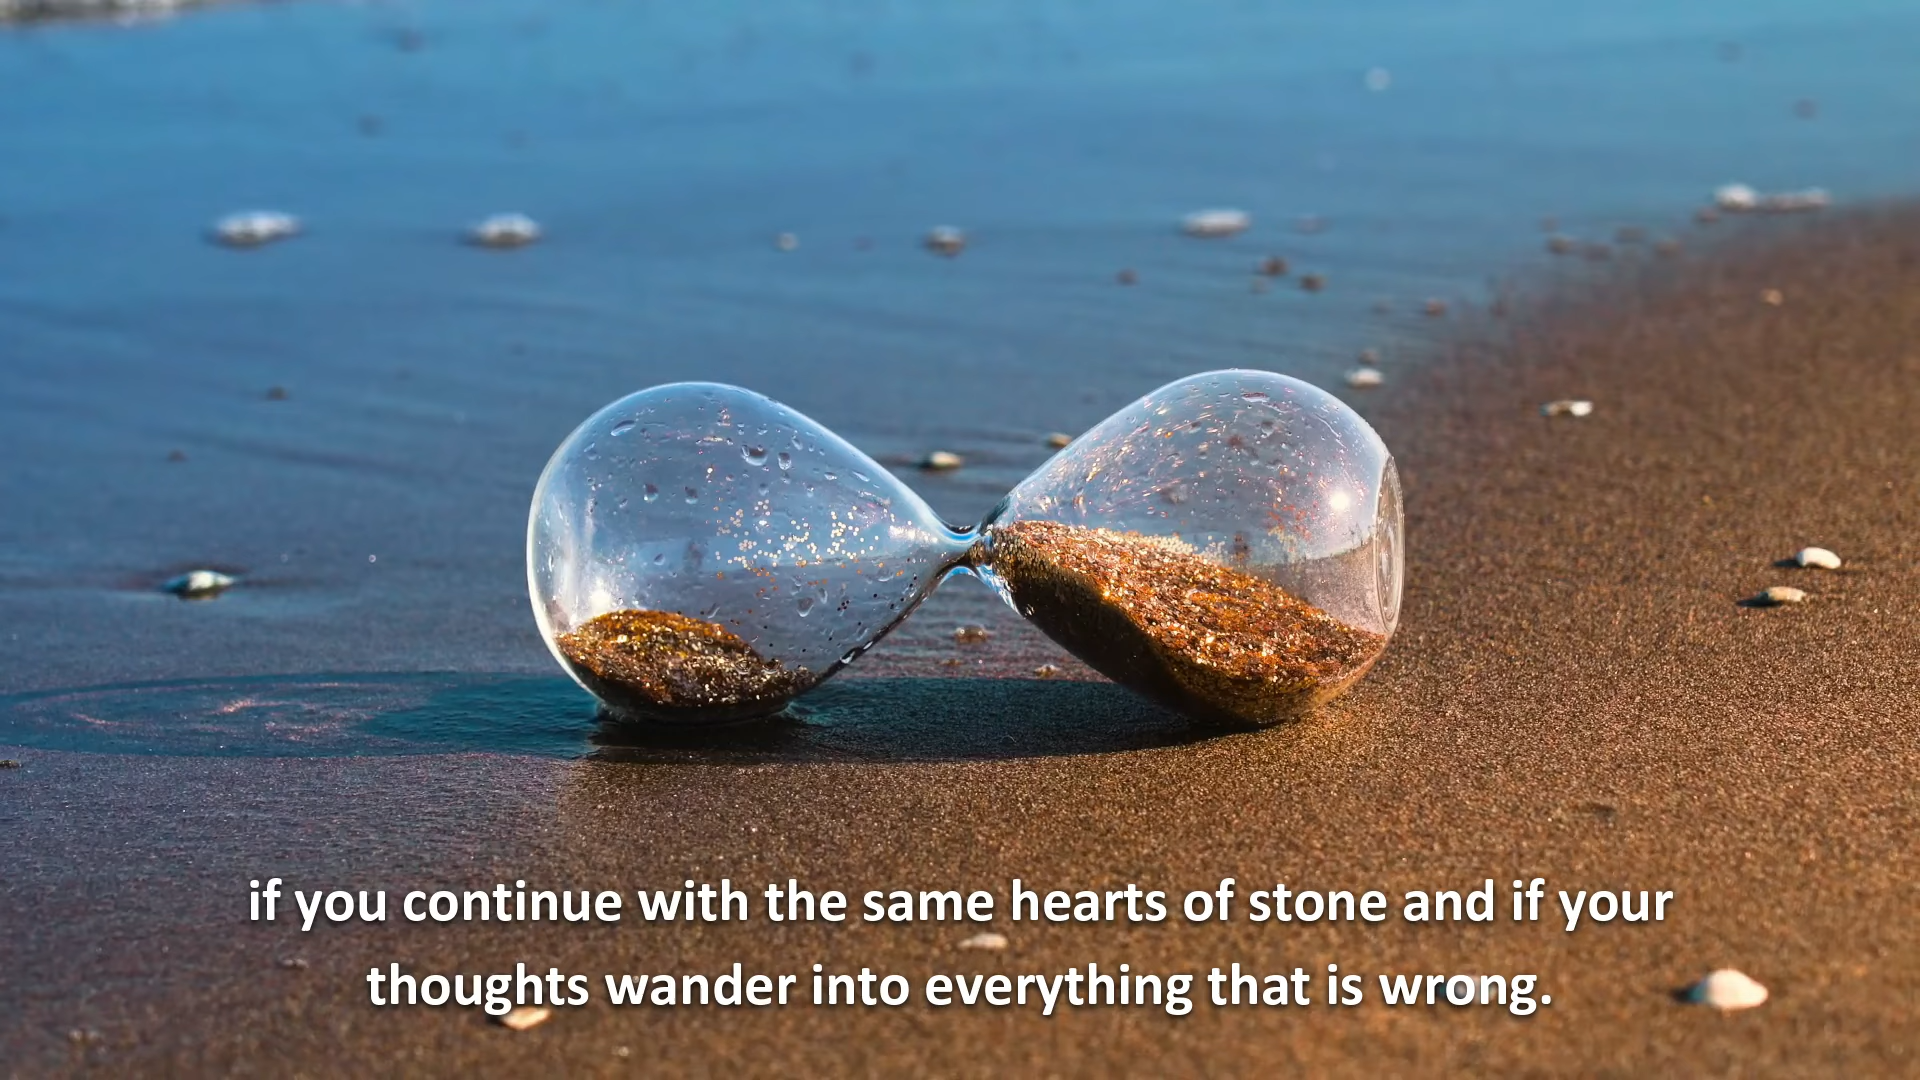 if you continue with the same hearts of stone and if your
thoughts wander into everything that is wrong.